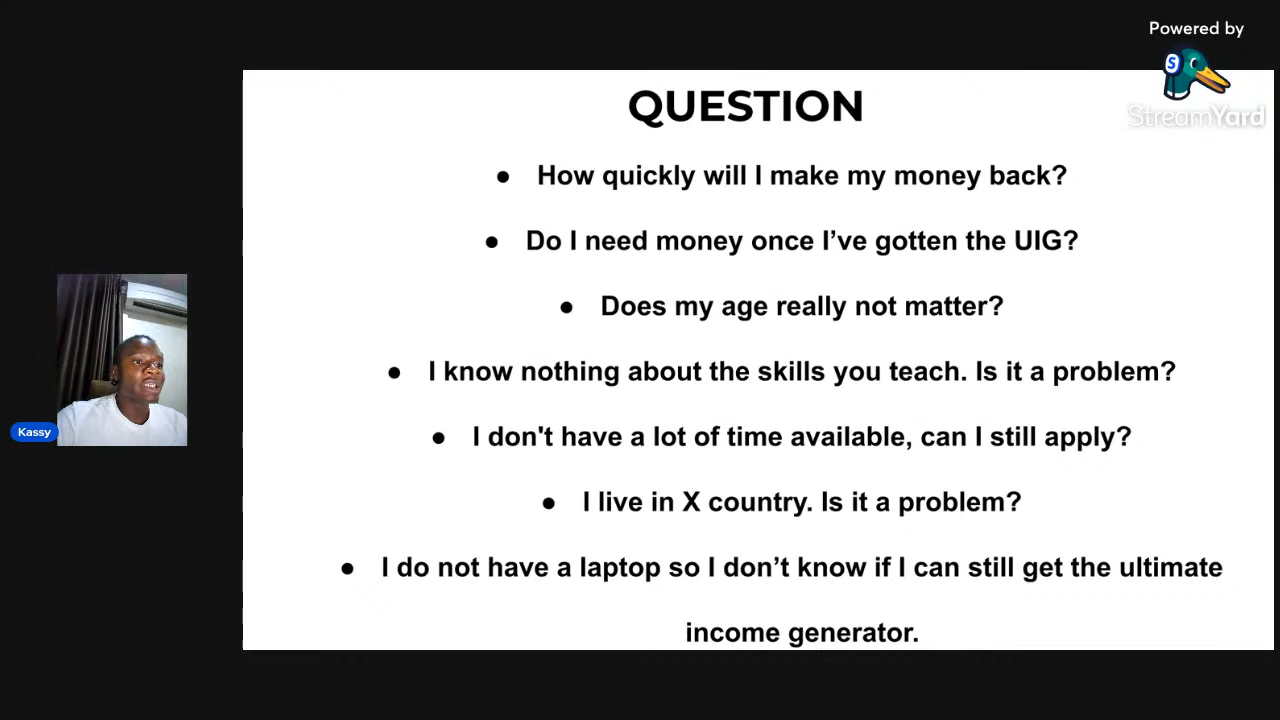 Powered by
S
StreamYard
QUESTION
● How quickly will I make my money back?
● Do I need money once I’ve gotten the UIG?
● Does my age really not matter?
● I know nothing about the skills you teach. Is it a problem?
● I don't have a lot of time available, can I still apply?
● I live in X country. Is it a problem?
● I do not have a laptop so I don’t know if I can still get the ultimate
income generator.
Kassy